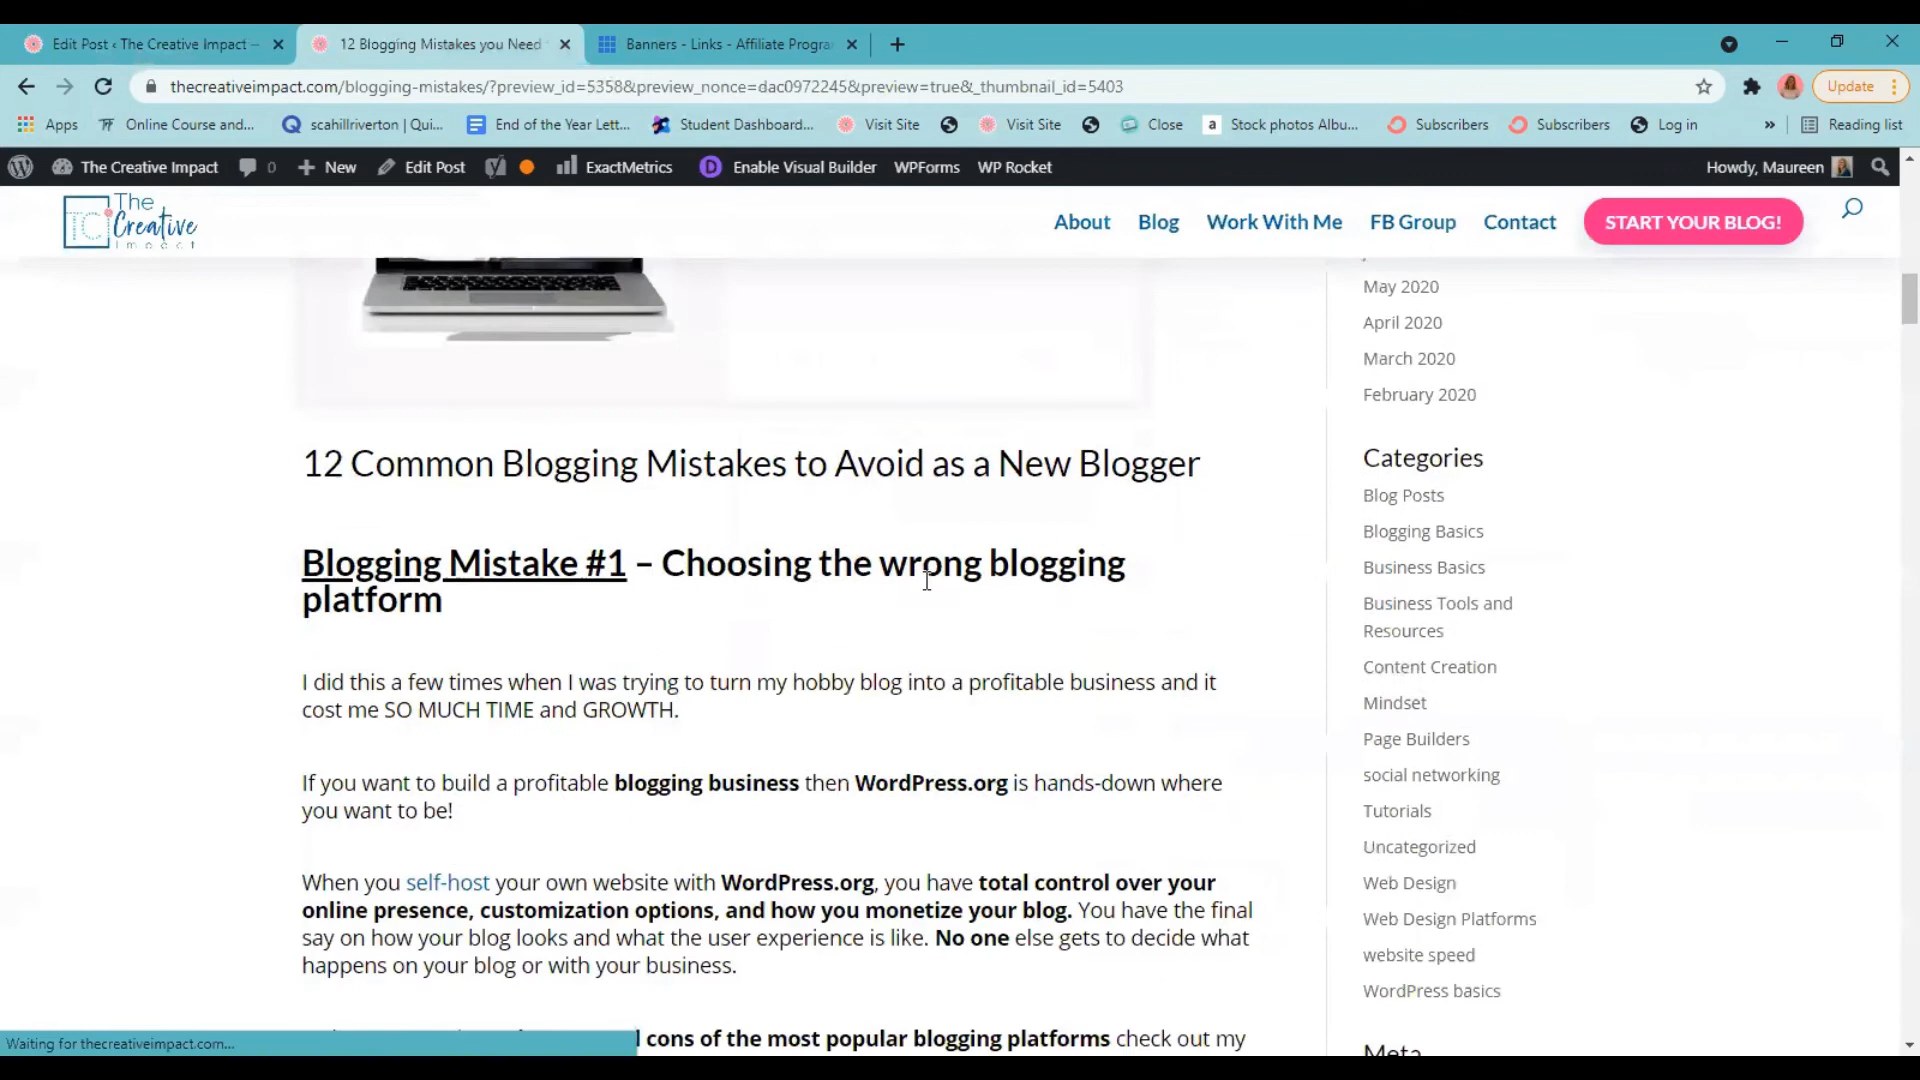 Edit Post ‹ The Creative Impact —
12 Blogging Mistakes you Need
Banners - Links - Affiliate Progra
thecreativeimpact.com/blogging-mistakes/?preview_id=5358&preview_nonce=dac0972245&preview=true&_thumbnail_id=5403
Update
Apps
Online Course and...
scahillriverton | Qui...
End of the Year Lett...
Student Dashboard...
Visit Site
Visit Site
Close
Stock photos Albu...
Subscribers
Subscribers
Log in
»
Reading list
The Creative Impact
0
New
Edit Post
ExactMetrics
Enable Visual Builder
WPForms
WP Rocket
Howdy, Maureen
TCI
The
Creative
Impact
About
Blog
Work With Me
FB Group
Contact
START YOUR BLOG!
12 Common Blogging Mistakes to Avoid as a New Blogger
Blogging Mistake #1 – Choosing the wrong blogging
platform
I did this a few times when I was trying to turn my hobby blog into a profitable business and it
cost me SO MUCH TIME and GROWTH.
If you want to build a profitable blogging business then WordPress.org is hands-down where
you want to be!
When you self-host your own website with WordPress.org, you have total control over your
online presence, customization options, and how you monetize your blog. You have the final
say on how your blog looks and what the user experience is like. No one else gets to decide what
happens on your blog or with your business.
cons of the most popular blogging platforms check out my
May 2020
April 2020
March 2020
February 2020
Categories
Blog Posts
Blogging Basics
Business Basics
Business Tools and
Resources
Content Creation
Mindset
Page Builders
social networking
Tutorials
Uncategorized
Web Design
Web Design Platforms
website speed
WordPress basics
Meta
Waiting for thecreativeimpact.com...